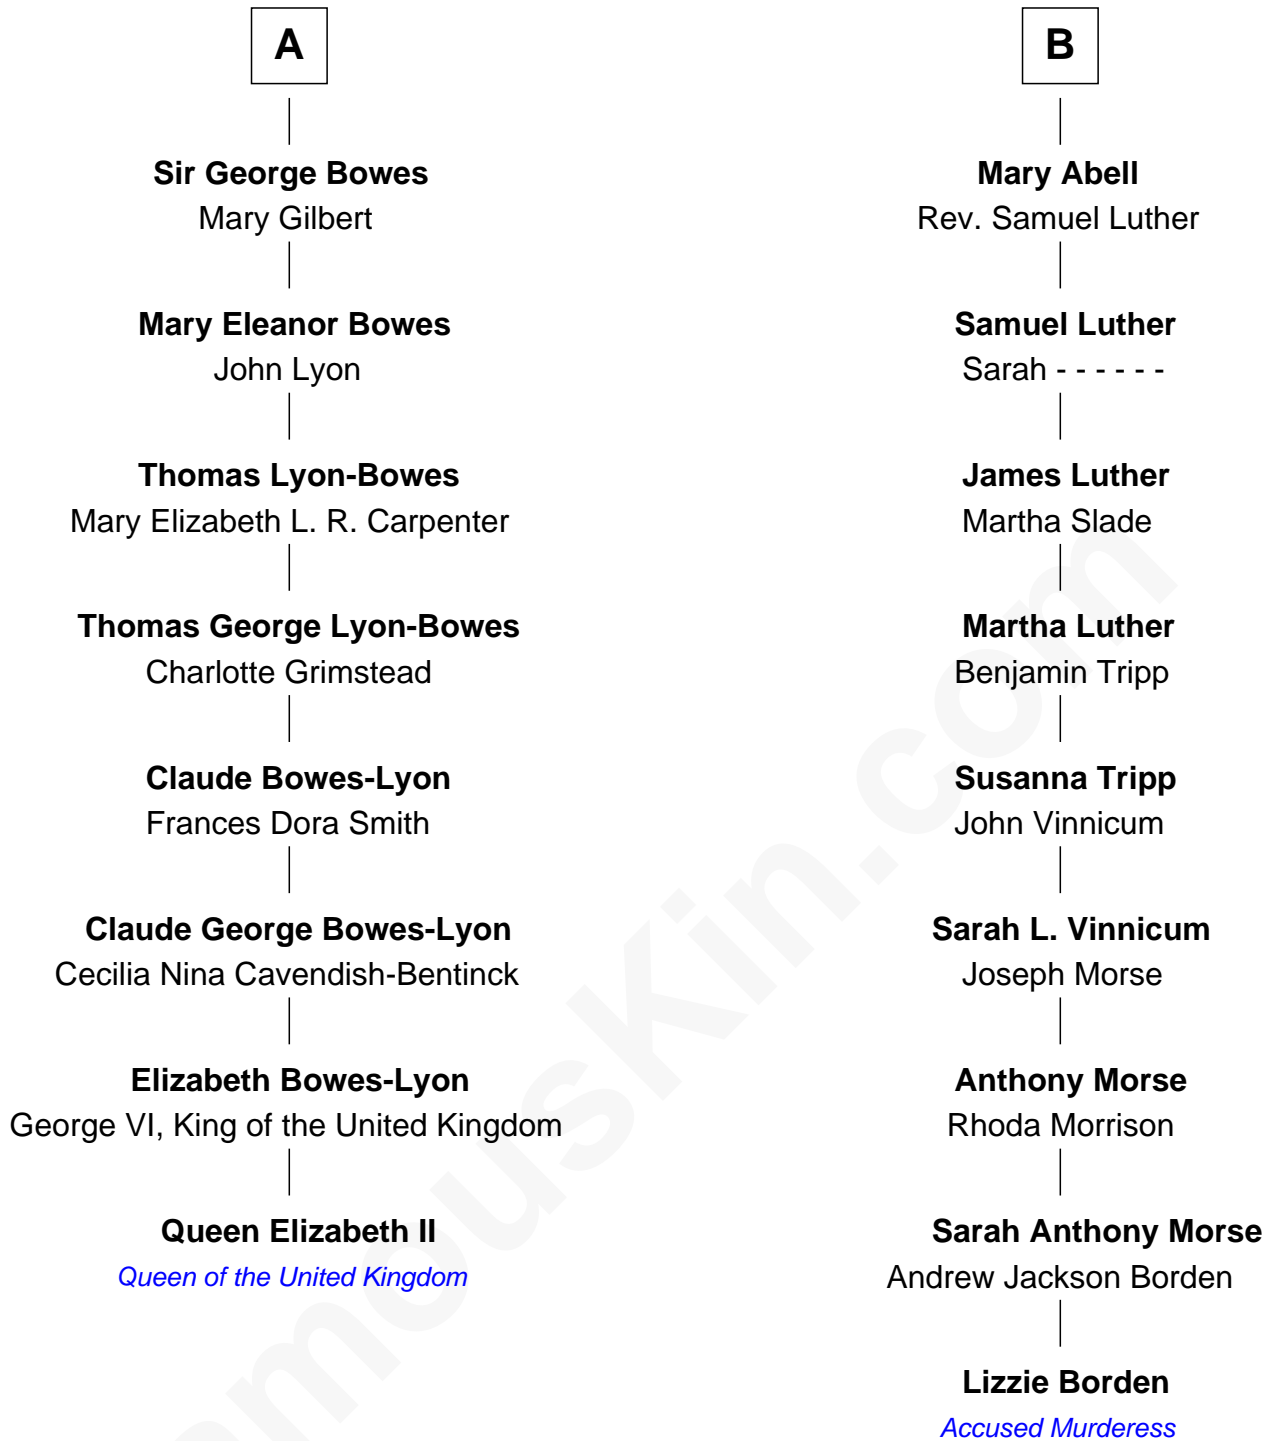 A
Sir George Bowes
Mary Gilbert
Mary Eleanor Bowes
John Lyon
Thomas Lyon-Bowes
Mary Elizabeth L. R. Carpenter
Thomas George Lyon-Bowes
Charlotte Grimstead
Claude Bowes-Lyon
Frances Dora Smith
Claude George Bowes-Lyon
Cecilia Nina Cavendish-Bentinck
Elizabeth Bowes-Lyon
George VI, King of the United Kingdom
Queen Elizabeth II
Queen of the United Kingdom
B
Mary Abell
Rev. Samuel Luther
Samuel Luther
Sarah - - - - - -
James Luther
Martha Slade
Martha Luther
Benjamin Tripp
Susanna Tripp
John Vinnicum
Sarah L. Vinnicum
Joseph Morse
Anthony Morse
Rhoda Morrison
Sarah Anthony Morse
Andrew Jackson Borden
Lizzie Borden
Accused Murderess
amouskin.com